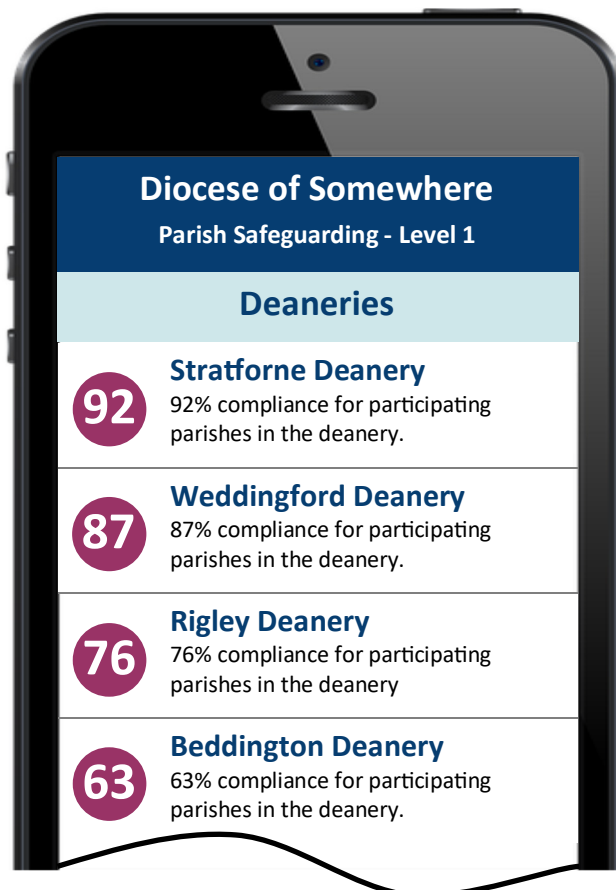 Diocese of Somewhere
Parish Safeguarding - Level 1
Deaneries
92
Stratforne Deanery
92% compliance for participating
parishes in the deanery.
87
Weddingford Deanery
87% compliance for participating
parishes in the deanery.
76
Rigley Deanery
76% compliance for participating
parishes in the deanery
63
Beddington Deanery
63% compliance for participating
parishes in the deanery.